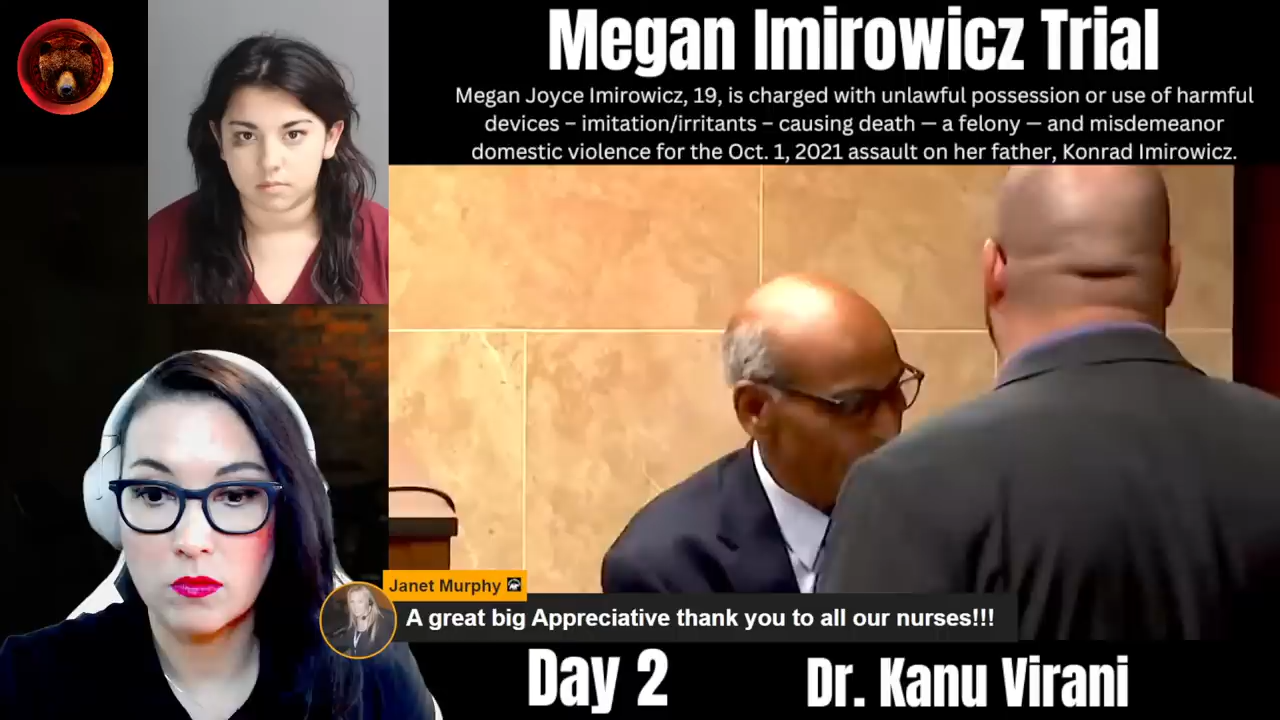 Megan Imirowicz Trial
Megan Joyce Imirowicz, 19, is charged with unlawful possession or use of harmful
devices – imitation/irritants – causing death — a felony — and misdemeanor
domestic violence for the Oct. 1, 2021 assault on her father, Konrad Imirowicz.
Janet Murphy
A great big Appreciative thank you to all our nurses!!!
Day 2
Dr. Kanu Virani